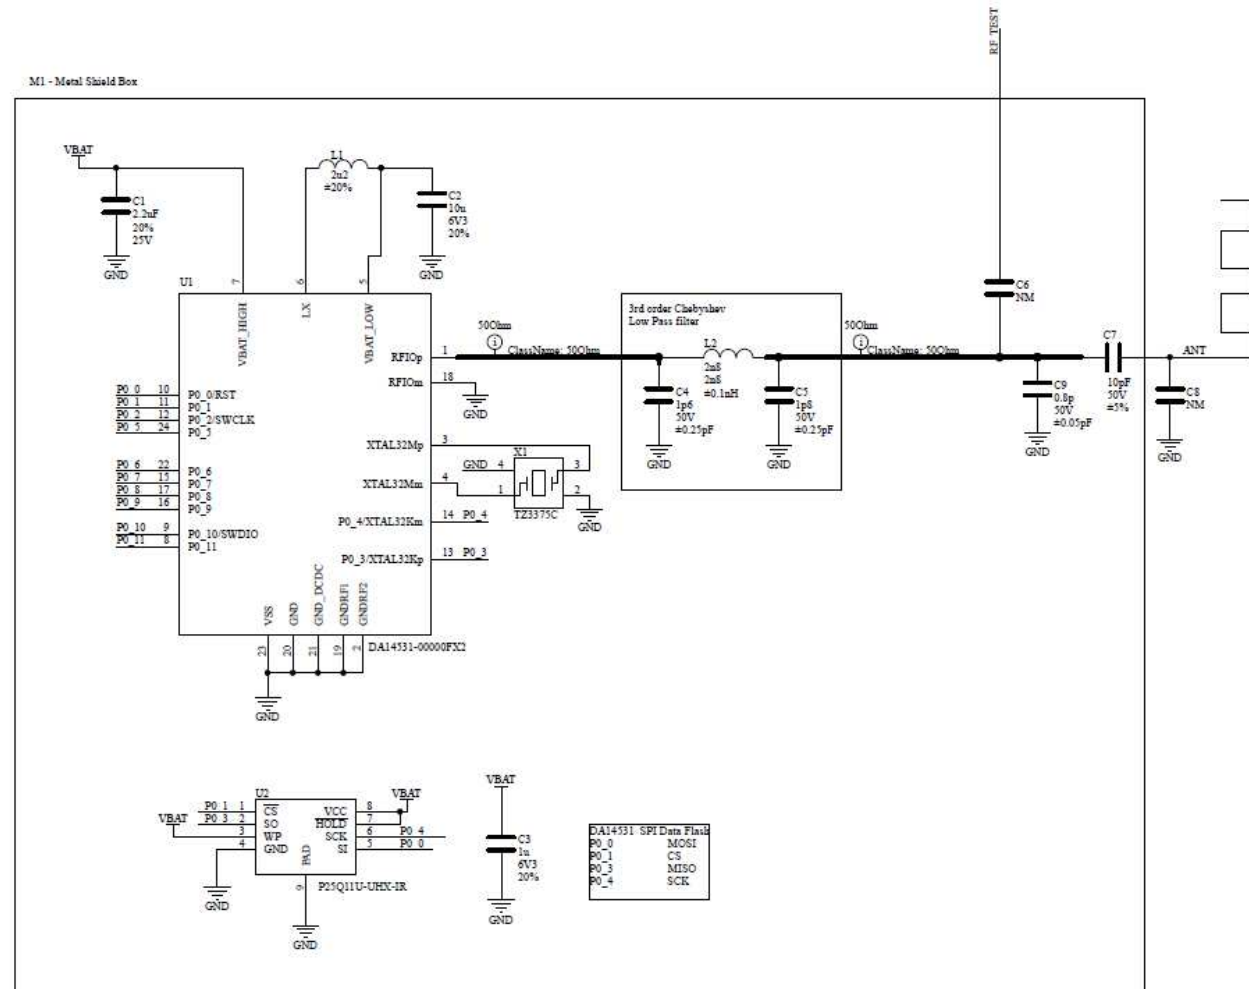 RF_TEST
M1 - Metal Shield Box
VBAT
C1
2.2uF
20%
25V
GND
L1
2u2
±20%
C2
10u
6V3
20%
GND
U1
7
6
5
VBAT_HIGH
LX
VBAT_LOW
RFIOp
1
RFIOm
18
GND
50Ohm
i
ClassName: 50Ohm
3rd order Chebyshev
Low Pass filter
L2
2n8
2n8
±0.1nH
C4
1p6
50V
±0.25pF
GND
C5
1p8
50V
±0.25pF
GND
50Ohm
i
ClassName: 50Ohm
C6
NM
C7
10pF
50V
±5%
ANT
C9
0.8p
50V
±0.05pF
GND
C8
NM
GND
P0_0 10 P0_0/RST
P0_1 11 P0_1
P0_2 12 P0_2/SWCLK
P0_5 24 P0_5
P0_6 22 P0_6
P0_7 15 P0_7
P0_8 17 P0_8
P0_9 16 P0_9
P0_10 9 P0_10/SWDIO
P0_11 8 P0_11
XTAL32Mp 3
XTAL32Mm 4
X1
GND 4
3
1
2
TZ3375C
GND
P0_4/XTAL32Km 14 P0_4
P0_3/XTAL32Kp 13 P0_3
VSS
GND
GND_DCDC
GNDRF1
GNDRF2
23
20
21
19
2
DA14531-00000FX2
GND
U2
VBAT
P0_1 1 CS
P0_3 2 SO
3 WP
4 GND
PAD
9
VCC 8
HOLD 7
SCK 6 P0_4
SI 5 P0_0
VBAT
P25Q11U-UHX-IR
GND
GND
VBAT
C3
1u
6V3
20%
GND
DA14531 SPI Data Flash
P0_0 MOSI
P0_1 CS
P0_3 MISO
P0_4 SCK